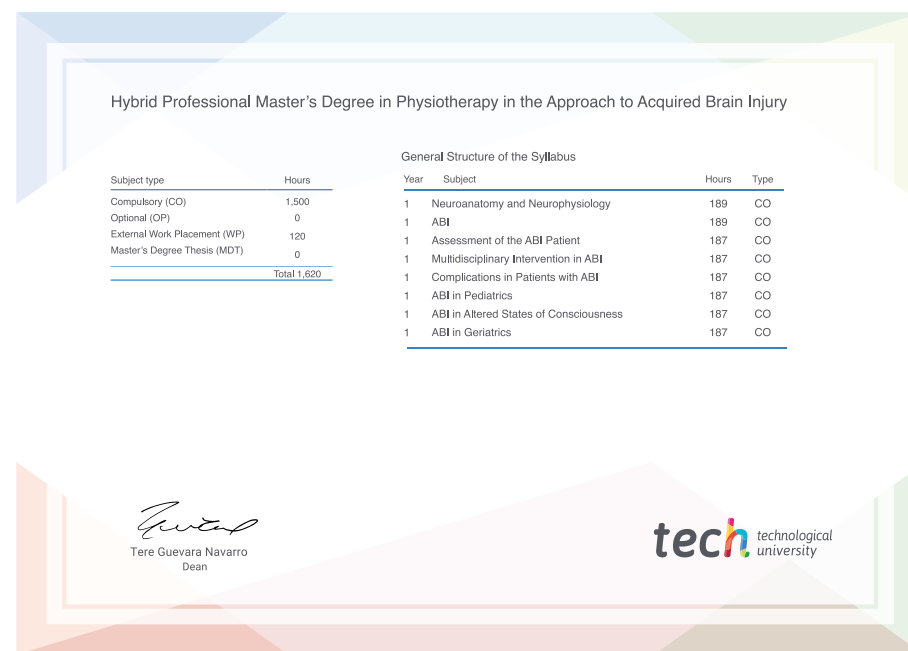 Hybrid Professional Master's Degree in Physiotherapy in the Approach to Acquired Brain Injury
Subject type Hours
Compulsory (CO) 1,500
Optional (OP) 0
External Work Placement (WP) 120
Master's Degree Thesis (MDT) 0
Total 1,620
General Structure of the Syllabus
Year Subject Hours Type
1 Neuroanatomy and Neurophysiology 189 CO
1 ABI 189 CO
1 Assessment of the ABI Patient 187 CO
1 Multidisciplinary Intervention in ABI 187 CO
1 Complications in Patients with ABI 187 CO
1 ABI in Pediatrics 187 CO
1 ABI in Altered States of Consciousness 187 CO
1 ABI in Geriatrics 187 CO
Tere Guevara Navarro
Dean
tech technological
university